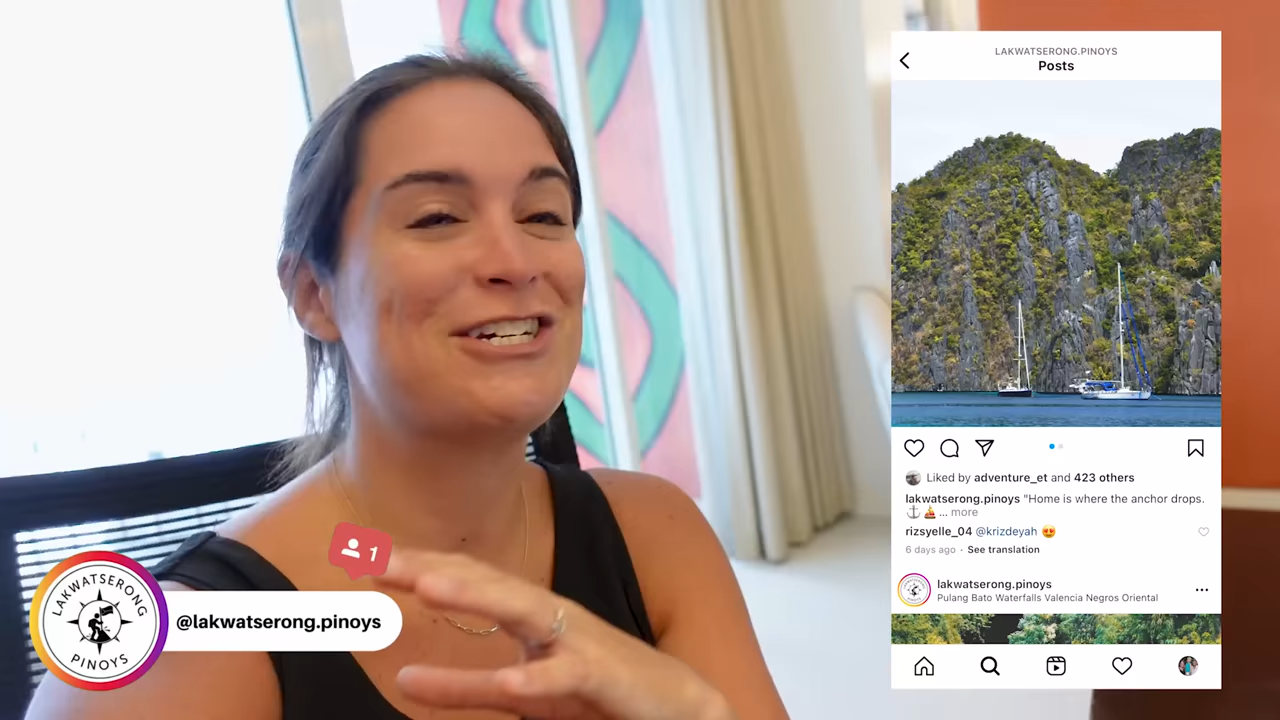 LAKWATSERONG.PINOYS
Posts
Liked by adventure_et and 423 others
lakwatserong.pinoys "Home is where the anchor drops.
⚓⛵ ... more
rizsyelle_04 @krizdeyah 😍
6 days ago · See translation
lakwatserong.pinoys
Pulang Bato Waterfalls Valencia Negros Oriental
1
LAKWATSERONG
PINOYS
@lakwatserong.pinoys